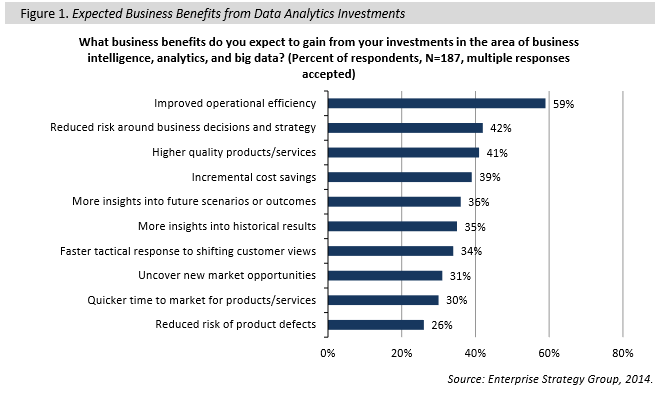 Figure 1. Expected Business Benefits from Data Analytics Investments
What business benefits do you expect to gain from your investments in the area of business
intelligence, analytics, and big data? (Percent of respondents, N=187, multiple responses
accepted)
Improved operational efficiency 59%
Reduced risk around business decisions and strategy 42%
Higher quality products/services 41%
Incremental cost savings 39%
More insights into future scenarios or outcomes 36%
More insights into historical results 35%
Faster tactical response to shifting customer views 34%
Uncover new market opportunities 31%
Quicker time to market for products/services 30%
Reduced risk of product defects 26%
0% 20% 40% 60% 80%
Source: Enterprise Strategy Group, 2014.